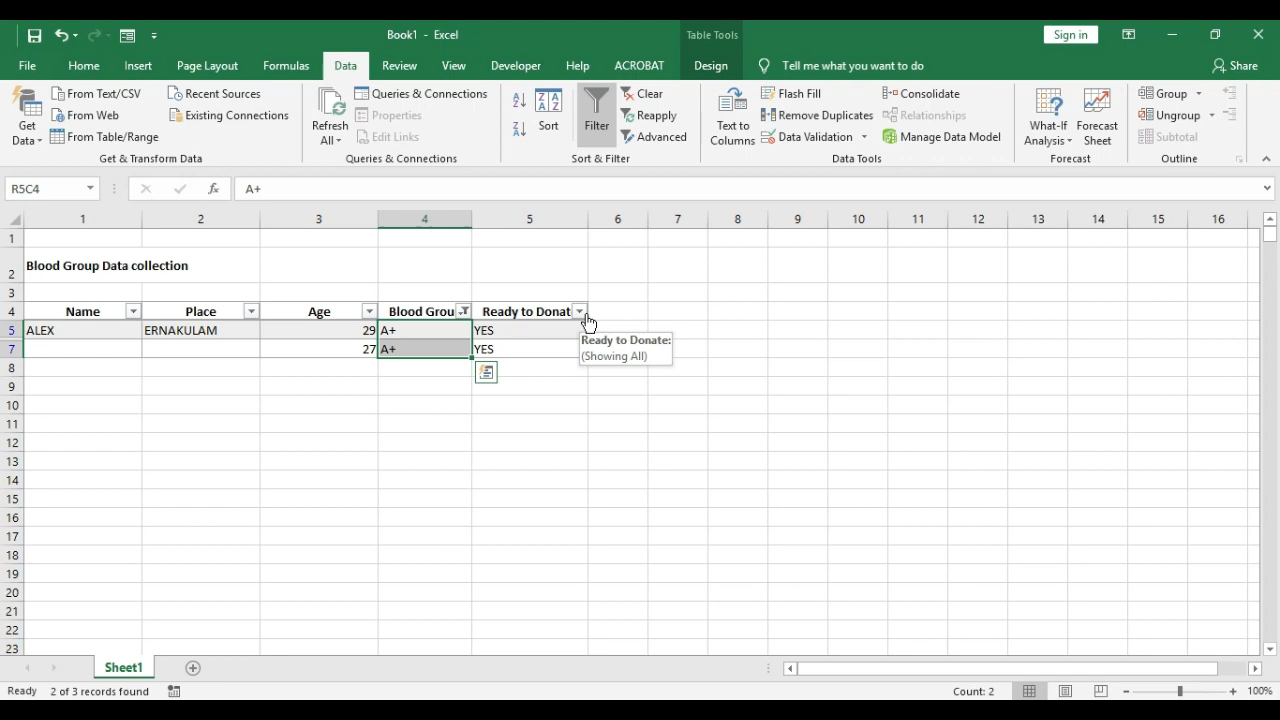 Book1 - Excel
Table Tools
Sign in
File Home Insert Page Layout Formulas Data Review View Developer Help ACROBAT Design Tell me what you want to do Share
Get Data
From Text/CSV
From Web
From Table/Range
Recent Sources
Existing Connections
Get & Transform Data
Refresh All
Queries & Connections
Properties
Edit Links
Queries & Connections
Sort
Filter
Clear
Reapply
Advanced
Sort & Filter
Text to Columns
Flash Fill
Remove Duplicates
Data Validation
Consolidate
Relationships
Manage Data Model
Data Tools
What-If Analysis
Forecast Sheet
Forecast
Group
Ungroup
Subtotal
Outline
R5C4 fx A+
1 2 3 4 5 6 7 8 9 10 11 12 13 14 15 16
1
2 Blood Group Data collection
3
4 Name Place Age Blood Grou Ready to Donat
5 ALEX ERNAKULAM 29 A+ YES
7 27 A+ YES
Ready to Donate:
(Showing All)
8
9
10
11
12
13
14
15
16
17
18
19
20
21
22
23
Sheet1
Ready 2 of 3 records found Count: 2 100%